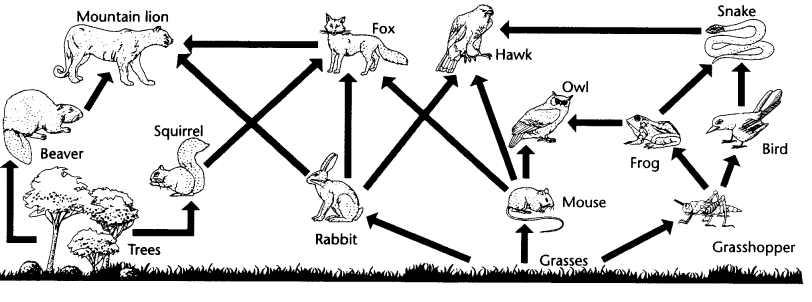 Mountain lion
Fox
Hawk
Snake
Beaver
Squirrel
Owl
Frog
Bird
Trees
Rabbit
Mouse
Grasses
Grasshopper